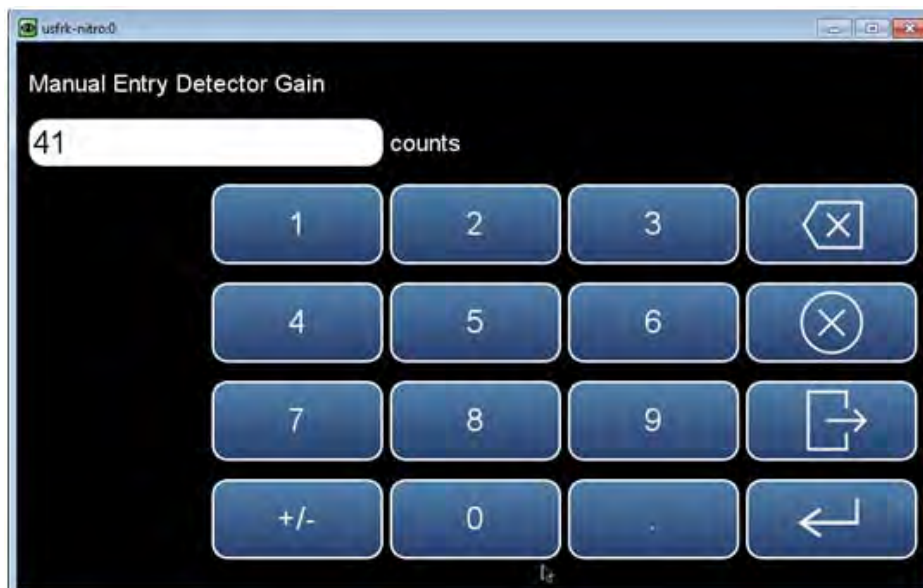 usfrk-nitro:0
Manual Entry Detector Gain
41 counts
1 2 3
4 5 6
7 8 9
+/- 0 .